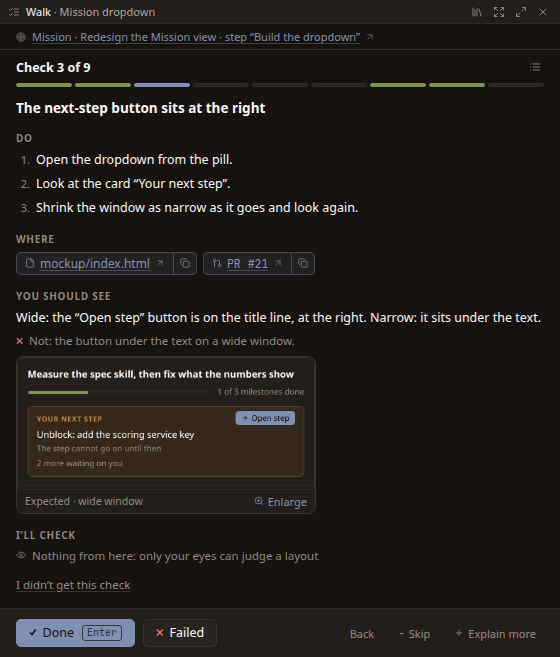 Walk · Mission dropdown
Mission · Redesign the Mission view · step “Build the dropdown”
Check 3 of 9
The next-step button sits at the right
DO
1. Open the dropdown from the pill.
2. Look at the card “Your next step”.
3. Shrink the window as narrow as it goes and look again.
WHERE
mockup/index.html
PR #21
YOU SHOULD SEE
Wide: the “Open step” button is on the title line, at the right. Narrow: it sits under the text.
Not: the button under the text on a wide window.
Measure the spec skill, then fix what the numbers show
1 of 3 milestones done
YOUR NEXT STEP
Open step
Unblock: add the scoring service key
The step cannot go on until then
2 more waiting on you
Expected · wide window
Enlarge
I’LL CHECK
Nothing from here: only your eyes can judge a layout
I didn’t get this check
Done Enter
Failed
Back
Skip
Explain more